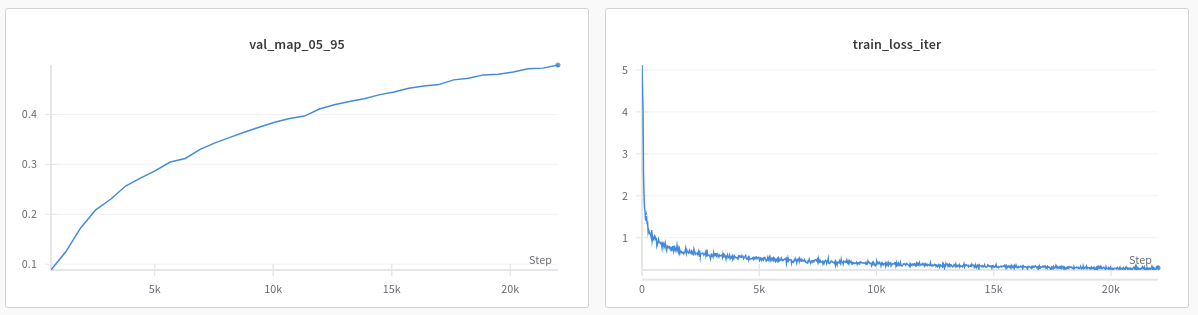 val_map_05_95
0.4
0.3
0.2
0.1
Step
5k
10k
15k
20k
train_loss_iter
5
4
3
2
1
Step
0
5k
10k
15k
20k